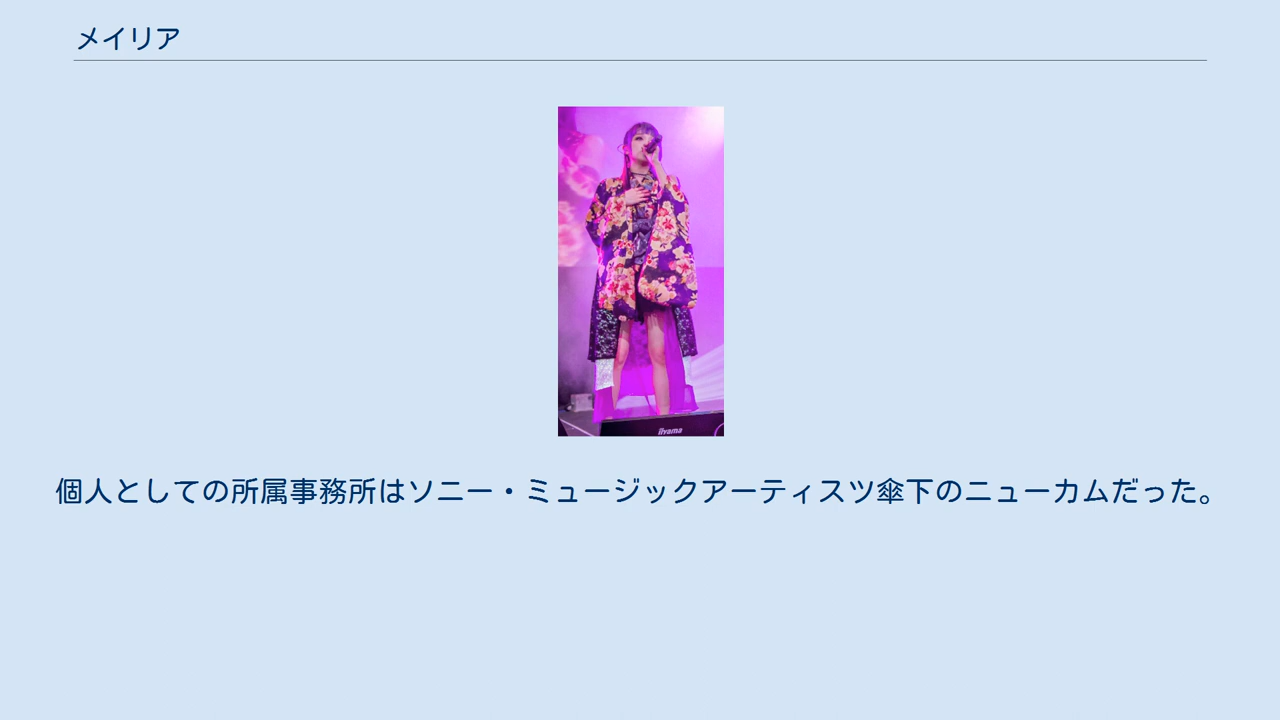 メイリア
iiyama
個人としての所属事務所はソニー・ミュージックアーティスツ傘下のニューカムだった。